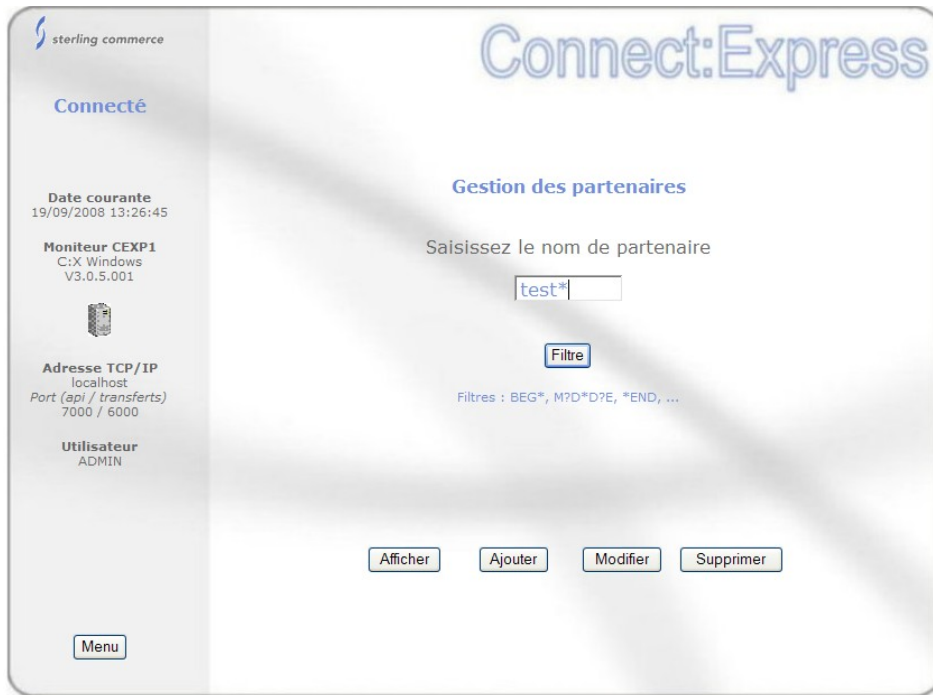 sterling commerce
Connect:Express
Connecté
Date courante
19/09/2008 13:26:45
Moniteur CEXP1
C:X Windows
V3.0.5.001
Adresse TCP/IP
localhost
Port (api / transferts)
7000 / 6000
Utilisateur
ADMIN
Menu
Gestion des partenaires
Saisissez le nom de partenaire
test*
Filtre
Filtres : BEG*, M?D*D?E, *END, ...
Afficher Ajouter Modifier Supprimer